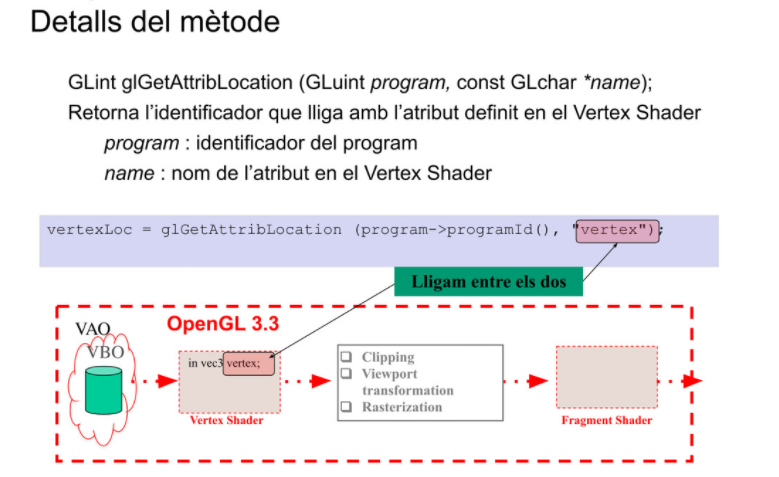 Detalls del mètode
GLint glGetAttribLocation (GLuint program, const GLchar *name);
Retorna l'identificador que lliga amb l'atribut definit en el Vertex Shader
program : identificador del program
name : nom de l'atribut en el Vertex Shader
vertexLoc = glGetAttribLocation (program->programId(), "vertex");
Lligam entre els dos
OpenGL 3.3
VAO
VBO
in vec3 vertex;
Vertex Shader
❑ Clipping
❑ Viewport
transformation
❑ Rasterization
Fragment Shader